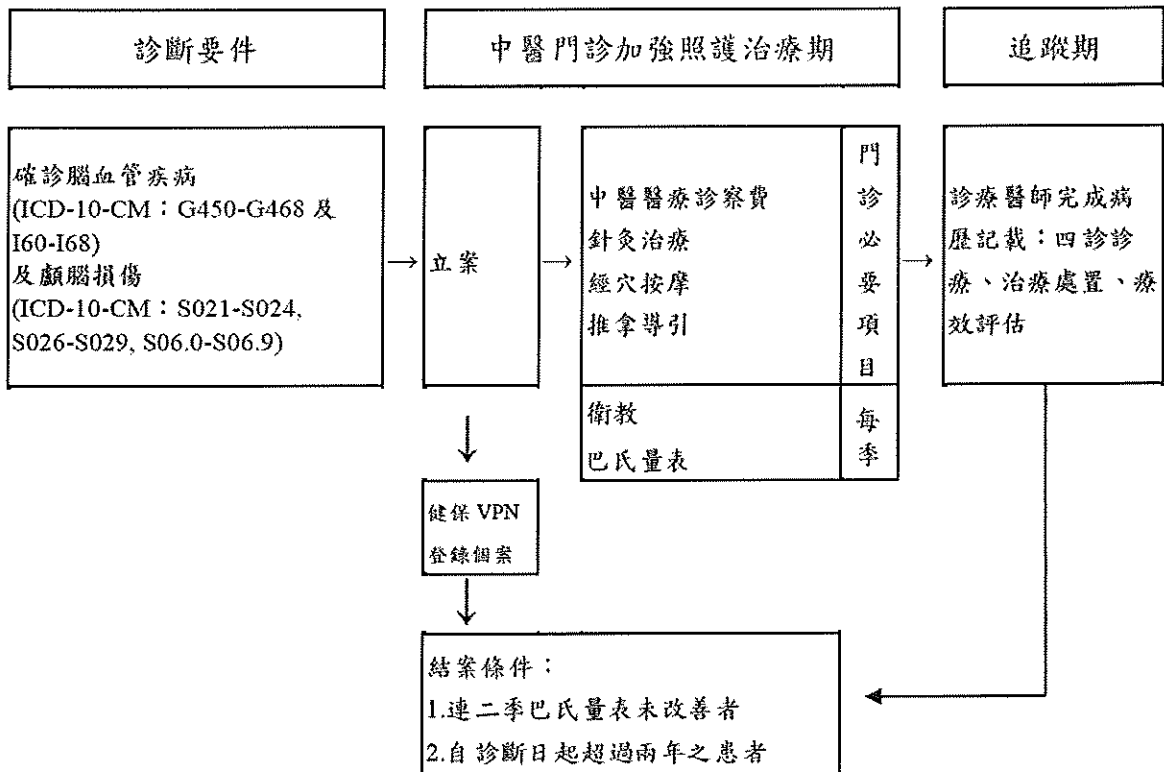 診斷要件
中醫門診加強照護治療期
追蹤期
確診腦血管疾病
(ICD-10-CM：G450-G468 及
I60-I68)
及顱腦損傷
(ICD-10-CM：S021-S024,
S026-S029, S06.0-S06.9)
立案
中醫醫療診察費
針灸治療
經穴按摩
推拿導引
門診必要項目
衛教
巴氏量表
每季
診療醫師完成病
歷記載：四診診
療、治療處置、療
效評估
健保 VPN
登錄個案
結案條件：
1.連二季巴氏量表未改善者
2.自診斷日起超過兩年之患者